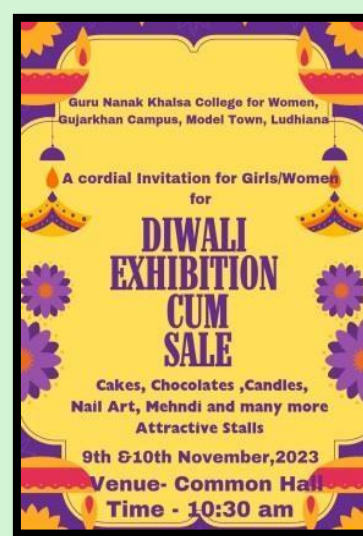 Guru Nanak Khalsa College for Women,
Gujarkhan Campus, Model Town, Ludhiana
A cordial Invitation for Girls/Women
for
DIWALI
EXHIBITION
CUM
SALE
Cakes, Chocolates ,Candles,
Nail Art, Mehndi and many more
Attractive Stalls
9th &10th November,2023
Venue- Common Hall
Time - 10:30 am